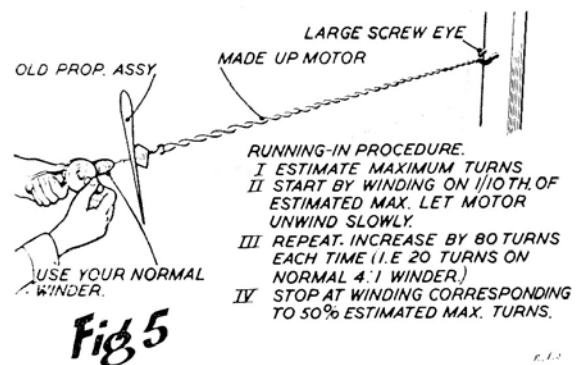 LARGE SCREW EYE
OLD PROP. ASSY.
MADE UP MOTOR
RUNNING-IN PROCEDURE.
I ESTIMATE MAXIMUM TURNS
II START BY WINDING ON 1/10TH. OF
ESTIMATED MAX. LET MOTOR
UNWIND SLOWLY.
III REPEAT. INCREASE BY 80 TURNS
EACH TIME (I.E 20 TURNS ON
NORMAL 4:1 WINDER.)
IV STOP AT WINDING CORRESPONDING
TO 50% ESTIMATED MAX. TURNS.
USE YOUR NORMAL
WINDER.
Fig 5